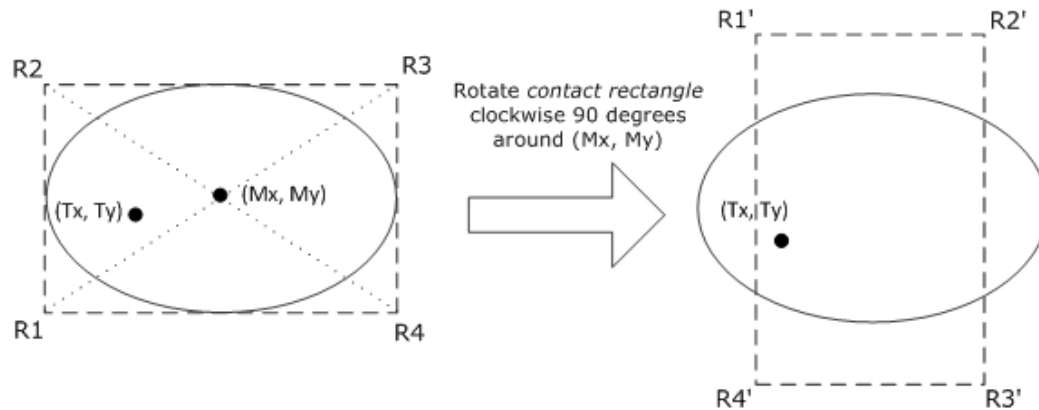 R1' R2'
R2 R3
Rotate contact rectangle
clockwise 90 degrees
around (Mx, My)
(Tx, Ty) (Mx, My)
(Tx, Ty)
R1 R4
R4' R3'